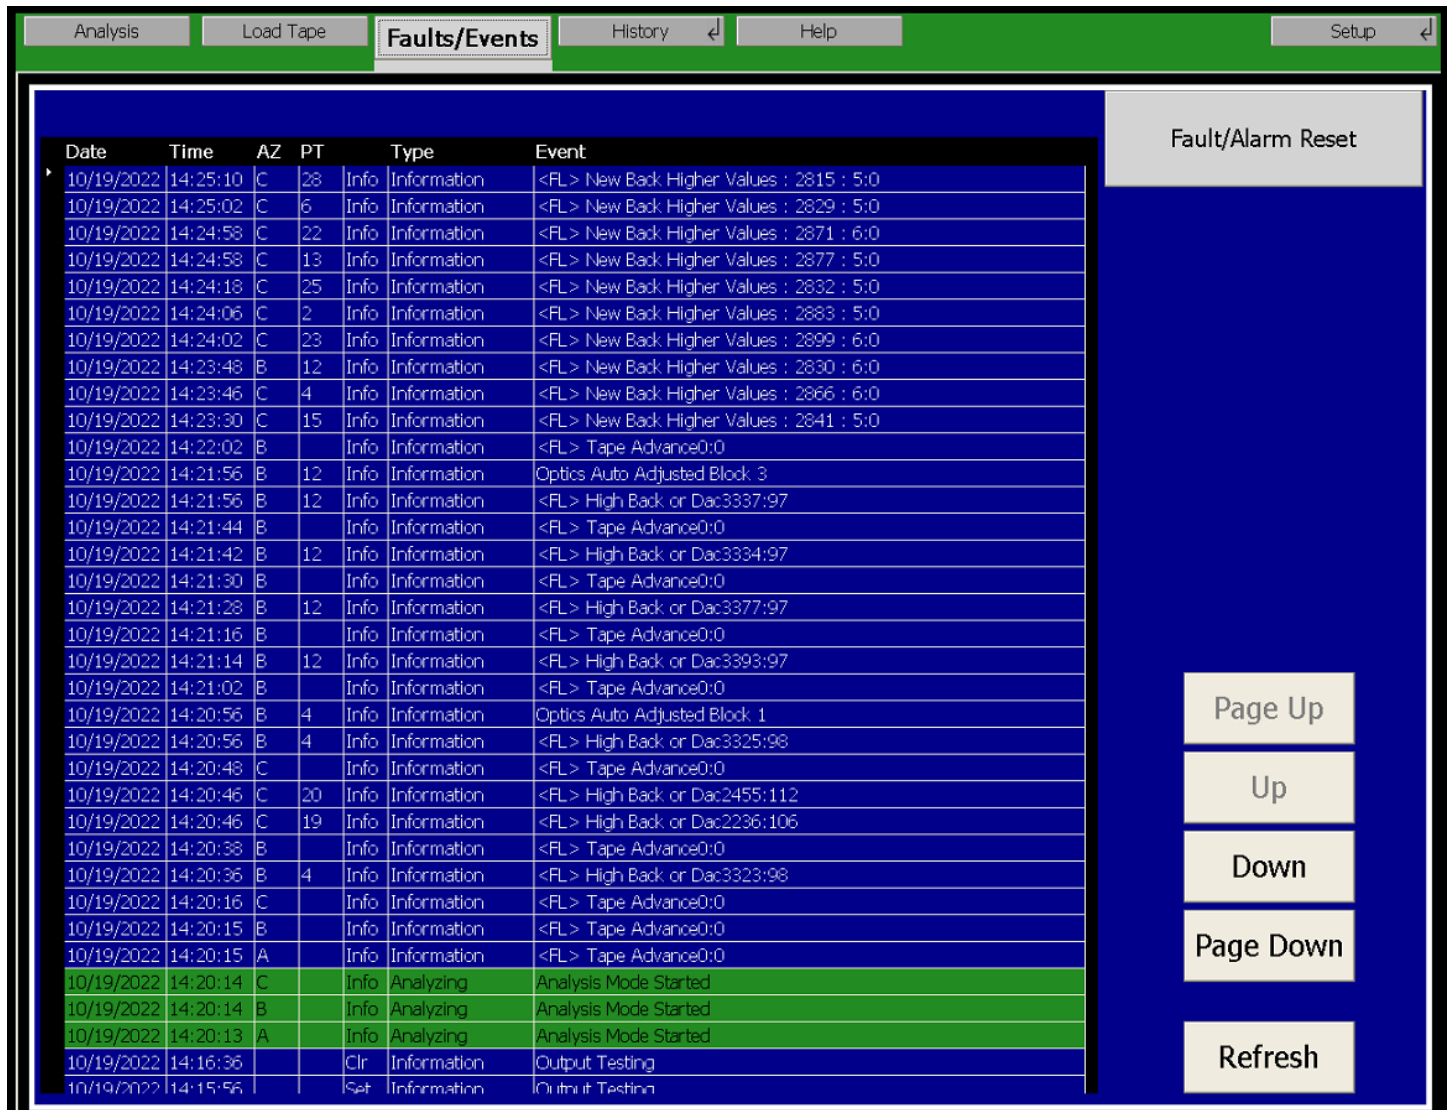 Analysis Load Tape Faults/Events History Help Setup
Fault/Alarm Reset
Date Time AZ PT Type Event
10/19/2022 14:25:10 C 28 Info Information <FL> New Back Higher Values : 2815 : 5:0
10/19/2022 14:25:02 C 6 Info Information <FL> New Back Higher Values : 2829 : 5:0
10/19/2022 14:24:58 C 22 Info Information <FL> New Back Higher Values : 2871 : 6:0
10/19/2022 14:24:58 C 13 Info Information <FL> New Back Higher Values : 2877 : 5:0
10/19/2022 14:24:18 C 25 Info Information <FL> New Back Higher Values : 2832 : 5:0
10/19/2022 14:24:06 C 2 Info Information <FL> New Back Higher Values : 2883 : 5:0
10/19/2022 14:24:02 C 23 Info Information <FL> New Back Higher Values : 2899 : 6:0
10/19/2022 14:23:48 B 12 Info Information <FL> New Back Higher Values : 2830 : 6:0
10/19/2022 14:23:46 C 4 Info Information <FL> New Back Higher Values : 2866 : 6:0
10/19/2022 14:23:30 C 15 Info Information <FL> New Back Higher Values : 2841 : 5:0
10/19/2022 14:22:02 B Info Information <FL> Tape Advance0:0
10/19/2022 14:21:56 B 12 Info Information Optics Auto Adjusted Block 3
10/19/2022 14:21:56 B 12 Info Information <FL> High Back or Dac3337:97
10/19/2022 14:21:44 B Info Information <FL> Tape Advance0:0
10/19/2022 14:21:42 B 12 Info Information <FL> High Back or Dac3334:97
10/19/2022 14:21:30 B Info Information <FL> Tape Advance0:0
10/19/2022 14:21:28 B 12 Info Information <FL> High Back or Dac3377:97
10/19/2022 14:21:16 B Info Information <FL> Tape Advance0:0
10/19/2022 14:21:14 B 12 Info Information <FL> High Back or Dac3393:97
10/19/2022 14:21:02 B Info Information <FL> Tape Advance0:0
10/19/2022 14:20:56 B 4 Info Information Optics Auto Adjusted Block 1
10/19/2022 14:20:56 B 4 Info Information <FL> High Back or Dac3325:98
10/19/2022 14:20:48 C Info Information <FL> Tape Advance0:0
10/19/2022 14:20:46 C 20 Info Information <FL> High Back or Dac2455:112
10/19/2022 14:20:46 C 19 Info Information <FL> High Back or Dac2236:106
10/19/2022 14:20:38 B Info Information <FL> Tape Advance0:0
10/19/2022 14:20:36 B 4 Info Information <FL> High Back or Dac3323:98
10/19/2022 14:20:16 C Info Information <FL> Tape Advance0:0
10/19/2022 14:20:15 B Info Information <FL> Tape Advance0:0
10/19/2022 14:20:15 A Info Information <FL> Tape Advance0:0
10/19/2022 14:20:14 C Info Analyzing Analysis Mode Started
10/19/2022 14:20:14 B Info Analyzing Analysis Mode Started
10/19/2022 14:20:13 A Info Analyzing Analysis Mode Started
10/19/2022 14:16:36 Clr Information Output Testing
10/19/2022 14:15:56 Set Information Output Testing
Page Up
Up
Down
Page Down
Refresh